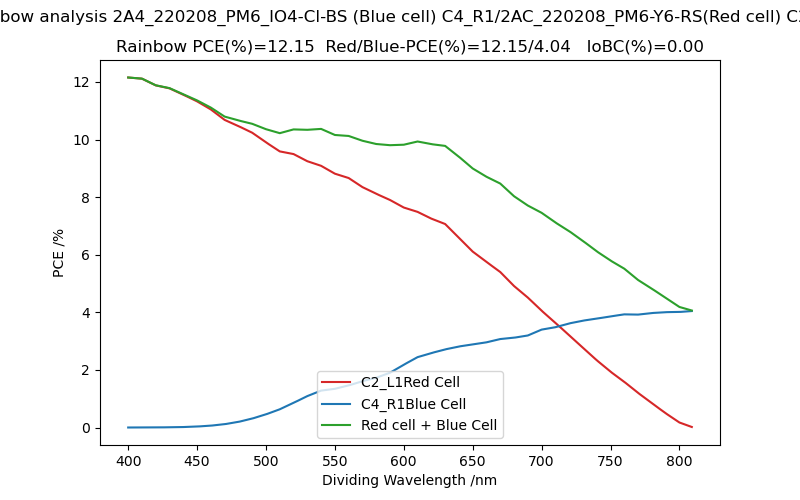 bow analysis 2A4_220208_PM6_IO4-Cl-BS (Blue cell) C4_R1/2AC_220208_PM6-Y6-RS(Red cell) C2
Rainbow PCE(%)=12.15 Red/Blue-PCE(%)=12.15/4.04 IoBC(%)=0.00
PCE /%
12
10
8
6
4
2
0
C2_L1Red Cell
C4_R1Blue Cell
Red cell + Blue Cell
400 450 500 550 600 650 700 750 800
Dividing Wavelength /nm